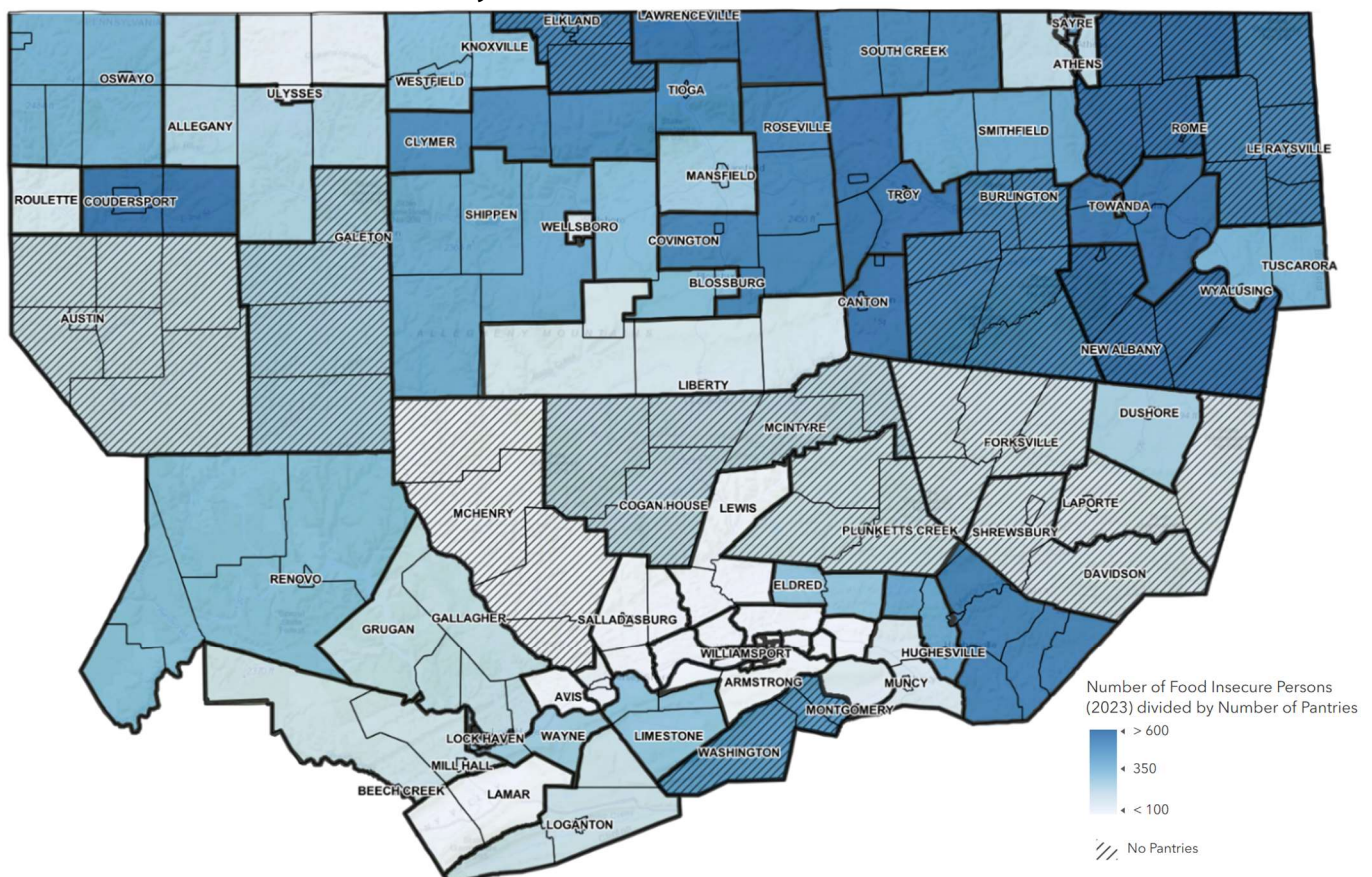 ELKLAND
LAWRENCEVILLE
SAYRE
KNOXVILLE
SOUTH CREEK
ATHENS
OSWAYO
WESTFIELD
ULYSSES
TIOGA
ALLEGANY
CLYMER
ROSEVILLE
SMITHFIELD
ROME
LE RAYSVILLE
MANSFIELD
ROULETTE
COUDERSPORT
SHIPPEN
TROY
BURLINGTON
TOWANDA
WELLSBORO
GALETON
COVINGTON
TUSCARORA
BLOSSBURG
WYALUSING
CANTON
AUSTIN
NEW ALBANY
LIBERTY
DUSHORE
MCINTYRE
FORKSVILLE
COGAN HOUSE
LEWIS
LAPORTE
MCHENRY
PLUNKETTS CREEK
SHREWSBURY
DAVIDSON
RENOVO
ELDRED
GALLAGHER
SALLADASBURG
GRUGAN
WILLIAMSPORT
HUGHESVILLE
ARMSTRONG
MUNCY
AVIS
MONTGOMERY
LOCK HAVEN
WAYNE
LIMESTONE
WASHINGTON
MILL HALL
BEECH CREEK
LAMAR
LOGANTON
Number of Food Insecure Persons
(2023) divided by Number of Pantries
> 600
350
< 100
No Pantries